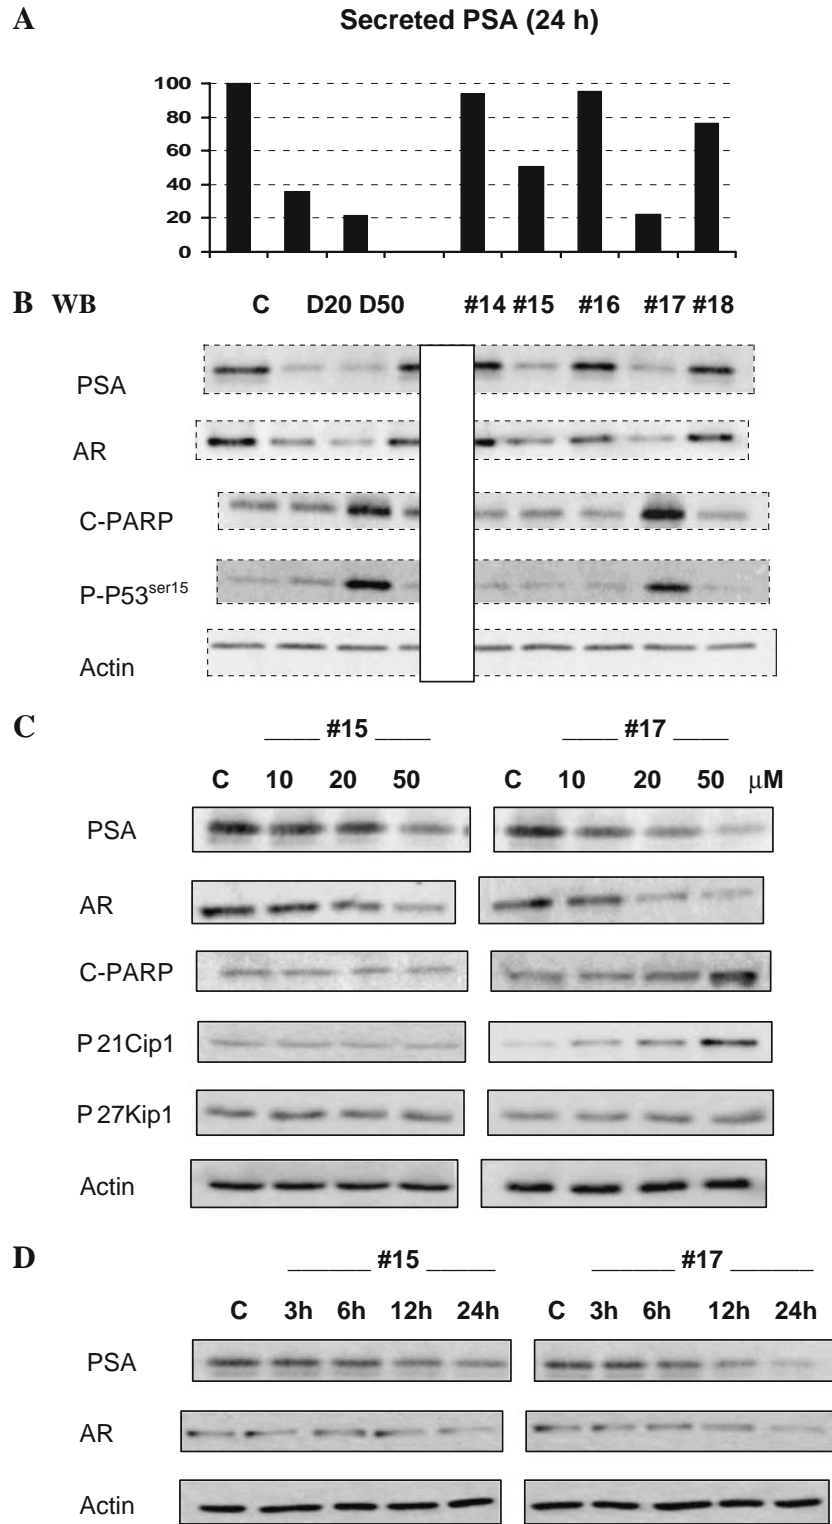 A Secreted PSA (24 h)
100
80
60
40
20
0
B WB C D20 D50 #14 #15 #16 #17 #18
PSA
AR
C-PARP
P-P53ser15
Actin
C ____ #15 ____ ____ #17 ____
C 10 20 50 C 10 20 50 μM
PSA
AR
C-PARP
P21Cip1
P27Kip1
Actin
D ______ #15 _____ ______ #17 ______
C 3h 6h 12h 24h C 3h 6h 12h 24h
PSA
AR
Actin